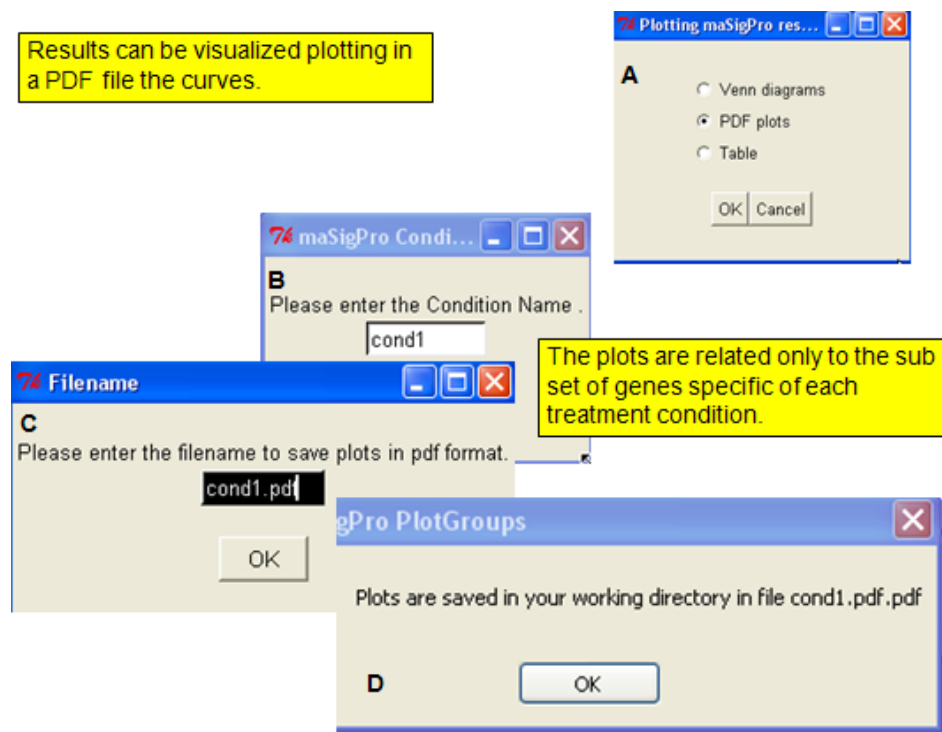 Results can be visualized plotting in
a PDF file the curves.
7k Plotting maSigPro res...
A
Venn diagrams
PDF plots
Table
OK Cancel
7k maSigPro Condi...
B
Please enter the Condition Name .
cond1
The plots are related only to the sub
set of genes specific of each
treatment condition.
7k Filename
C
Please enter the filename to save plots in pdf format.
cond1.pdf
OK
gPro PlotGroups
Plots are saved in your working directory in file cond1.pdf.pdf
D
OK